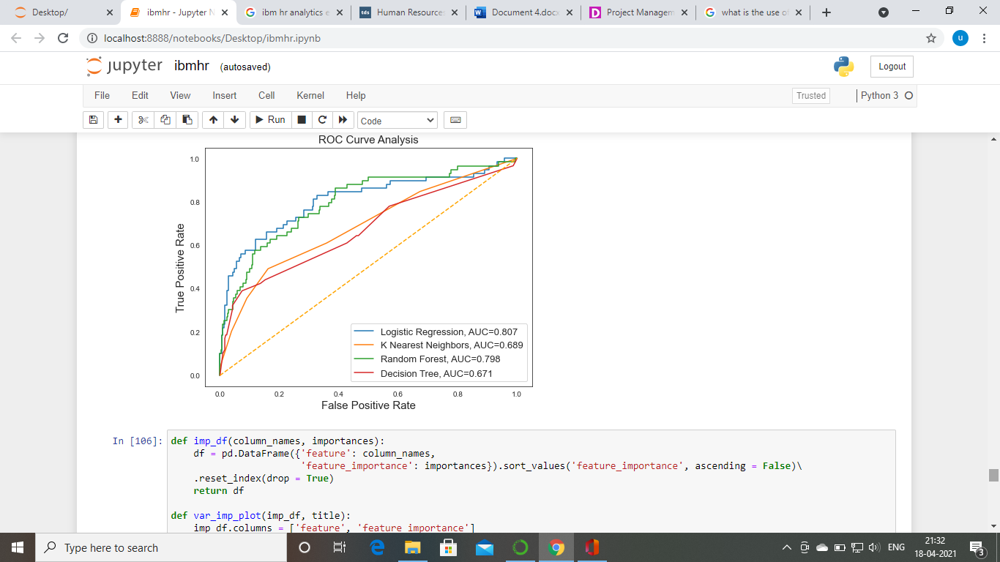 Desktop/
ibmhr - Jupyter N
ibm hr analytics e
Human Resource
Document 4.docx
Project Managem
what is the use o
localhost:8888/notebooks/Desktop/ibmhr.ipynb
u
jupyter ibmhr (autosaved)
Logout
File Edit View Insert Cell Kernel Help
Trusted
Python 3
Run
Code
ROC Curve Analysis
1.0
0.8
0.6
0.4
0.2
0.0
True Positive Rate
Logistic Regression, AUC=0.807
K Nearest Neighbors, AUC=0.689
Random Forest, AUC=0.798
Decision Tree, AUC=0.671
0.0 0.2 0.4 0.6 0.8 1.0
False Positive Rate
In [106]:
def imp_df(column_names, importances):
df = pd.DataFrame({'feature': column_names,
'feature_importance': importances}).sort_values('feature_importance', ascending = False)\
.reset_index(drop = True)
return df
def var_imp_plot(imp_df, title):
imp_df.columns = ['feature', 'feature_importance']
Type here to search
ENG
21:32
18-04-2021
3